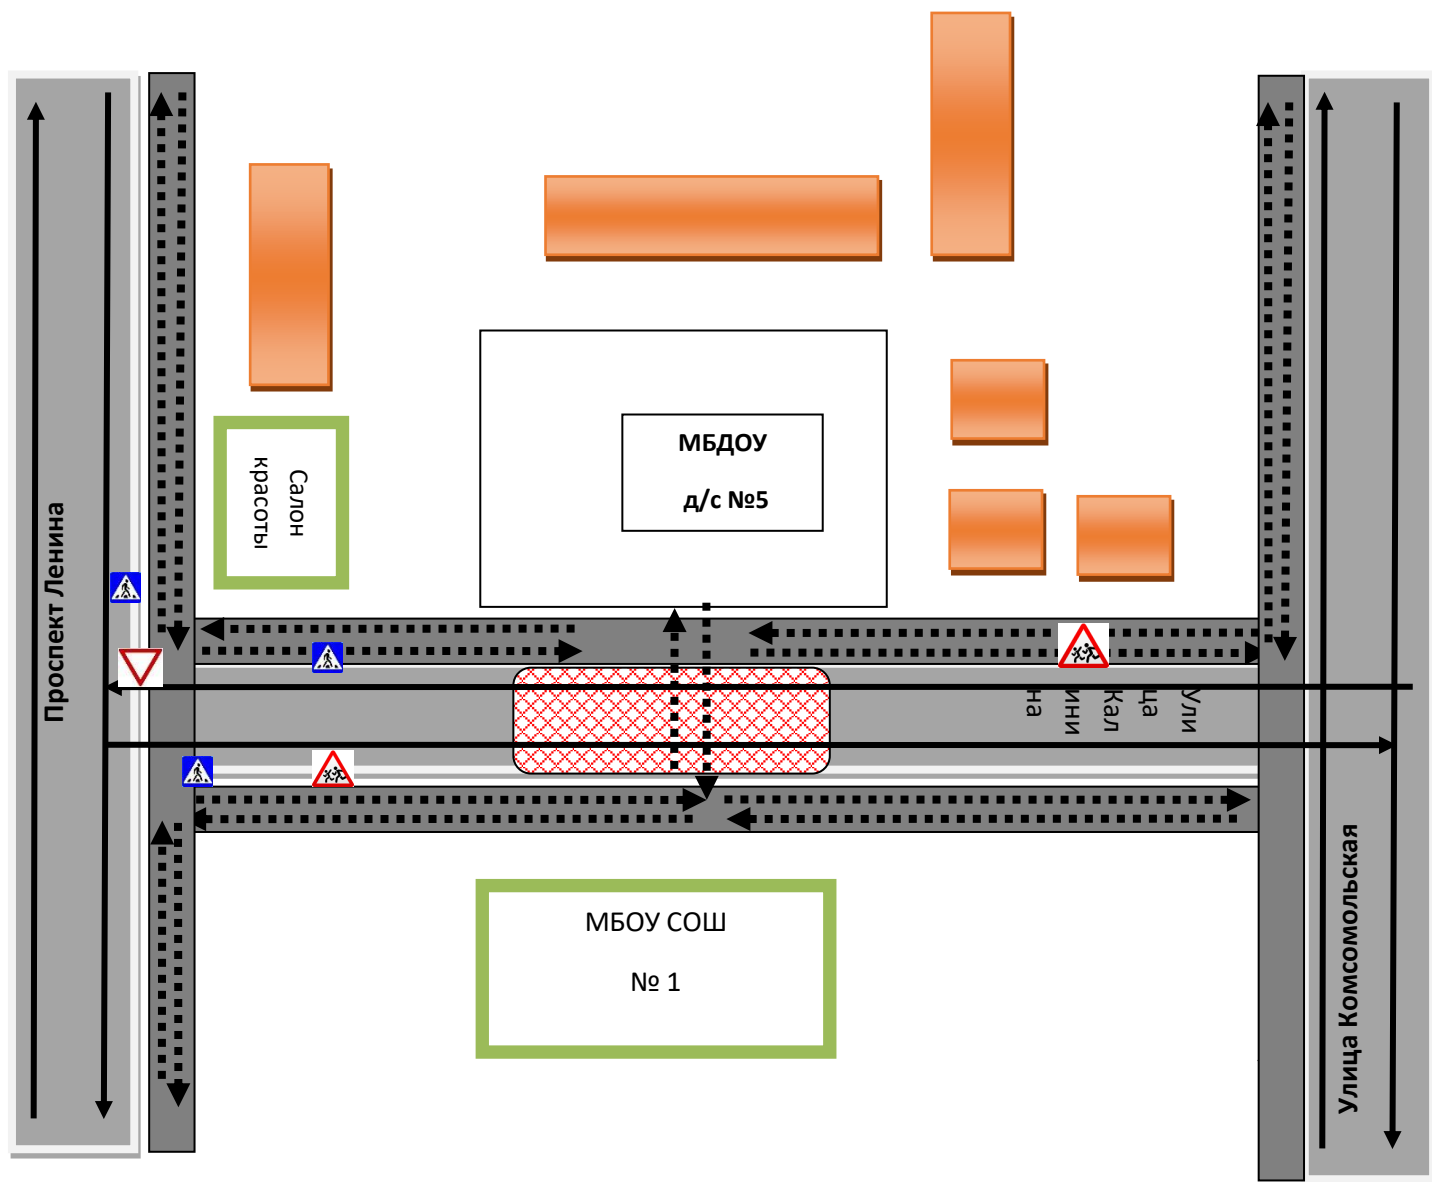 Салон
красоты
МБДОУ
д/с №5
Проспект Ленина
Ули
ца
Кал
ини
на
Улица Комсомольская
МБОУ СОШ
№ 1